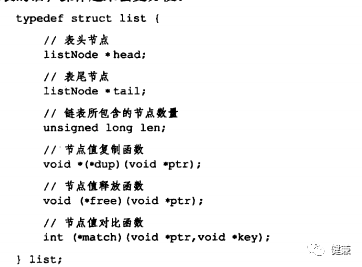 typedef struct list {
// 表头节点
listNode *head;
// 表尾节点
listNode *tail;
// 链表所包含的节点数量
unsigned long len;
// 节点值复制函数
void *(*dup)(void *ptr);
// 节点值释放函数
void (*free)(void *ptr);
// 节点值对比函数
int (*match)(void *ptr,void *key);
} list;